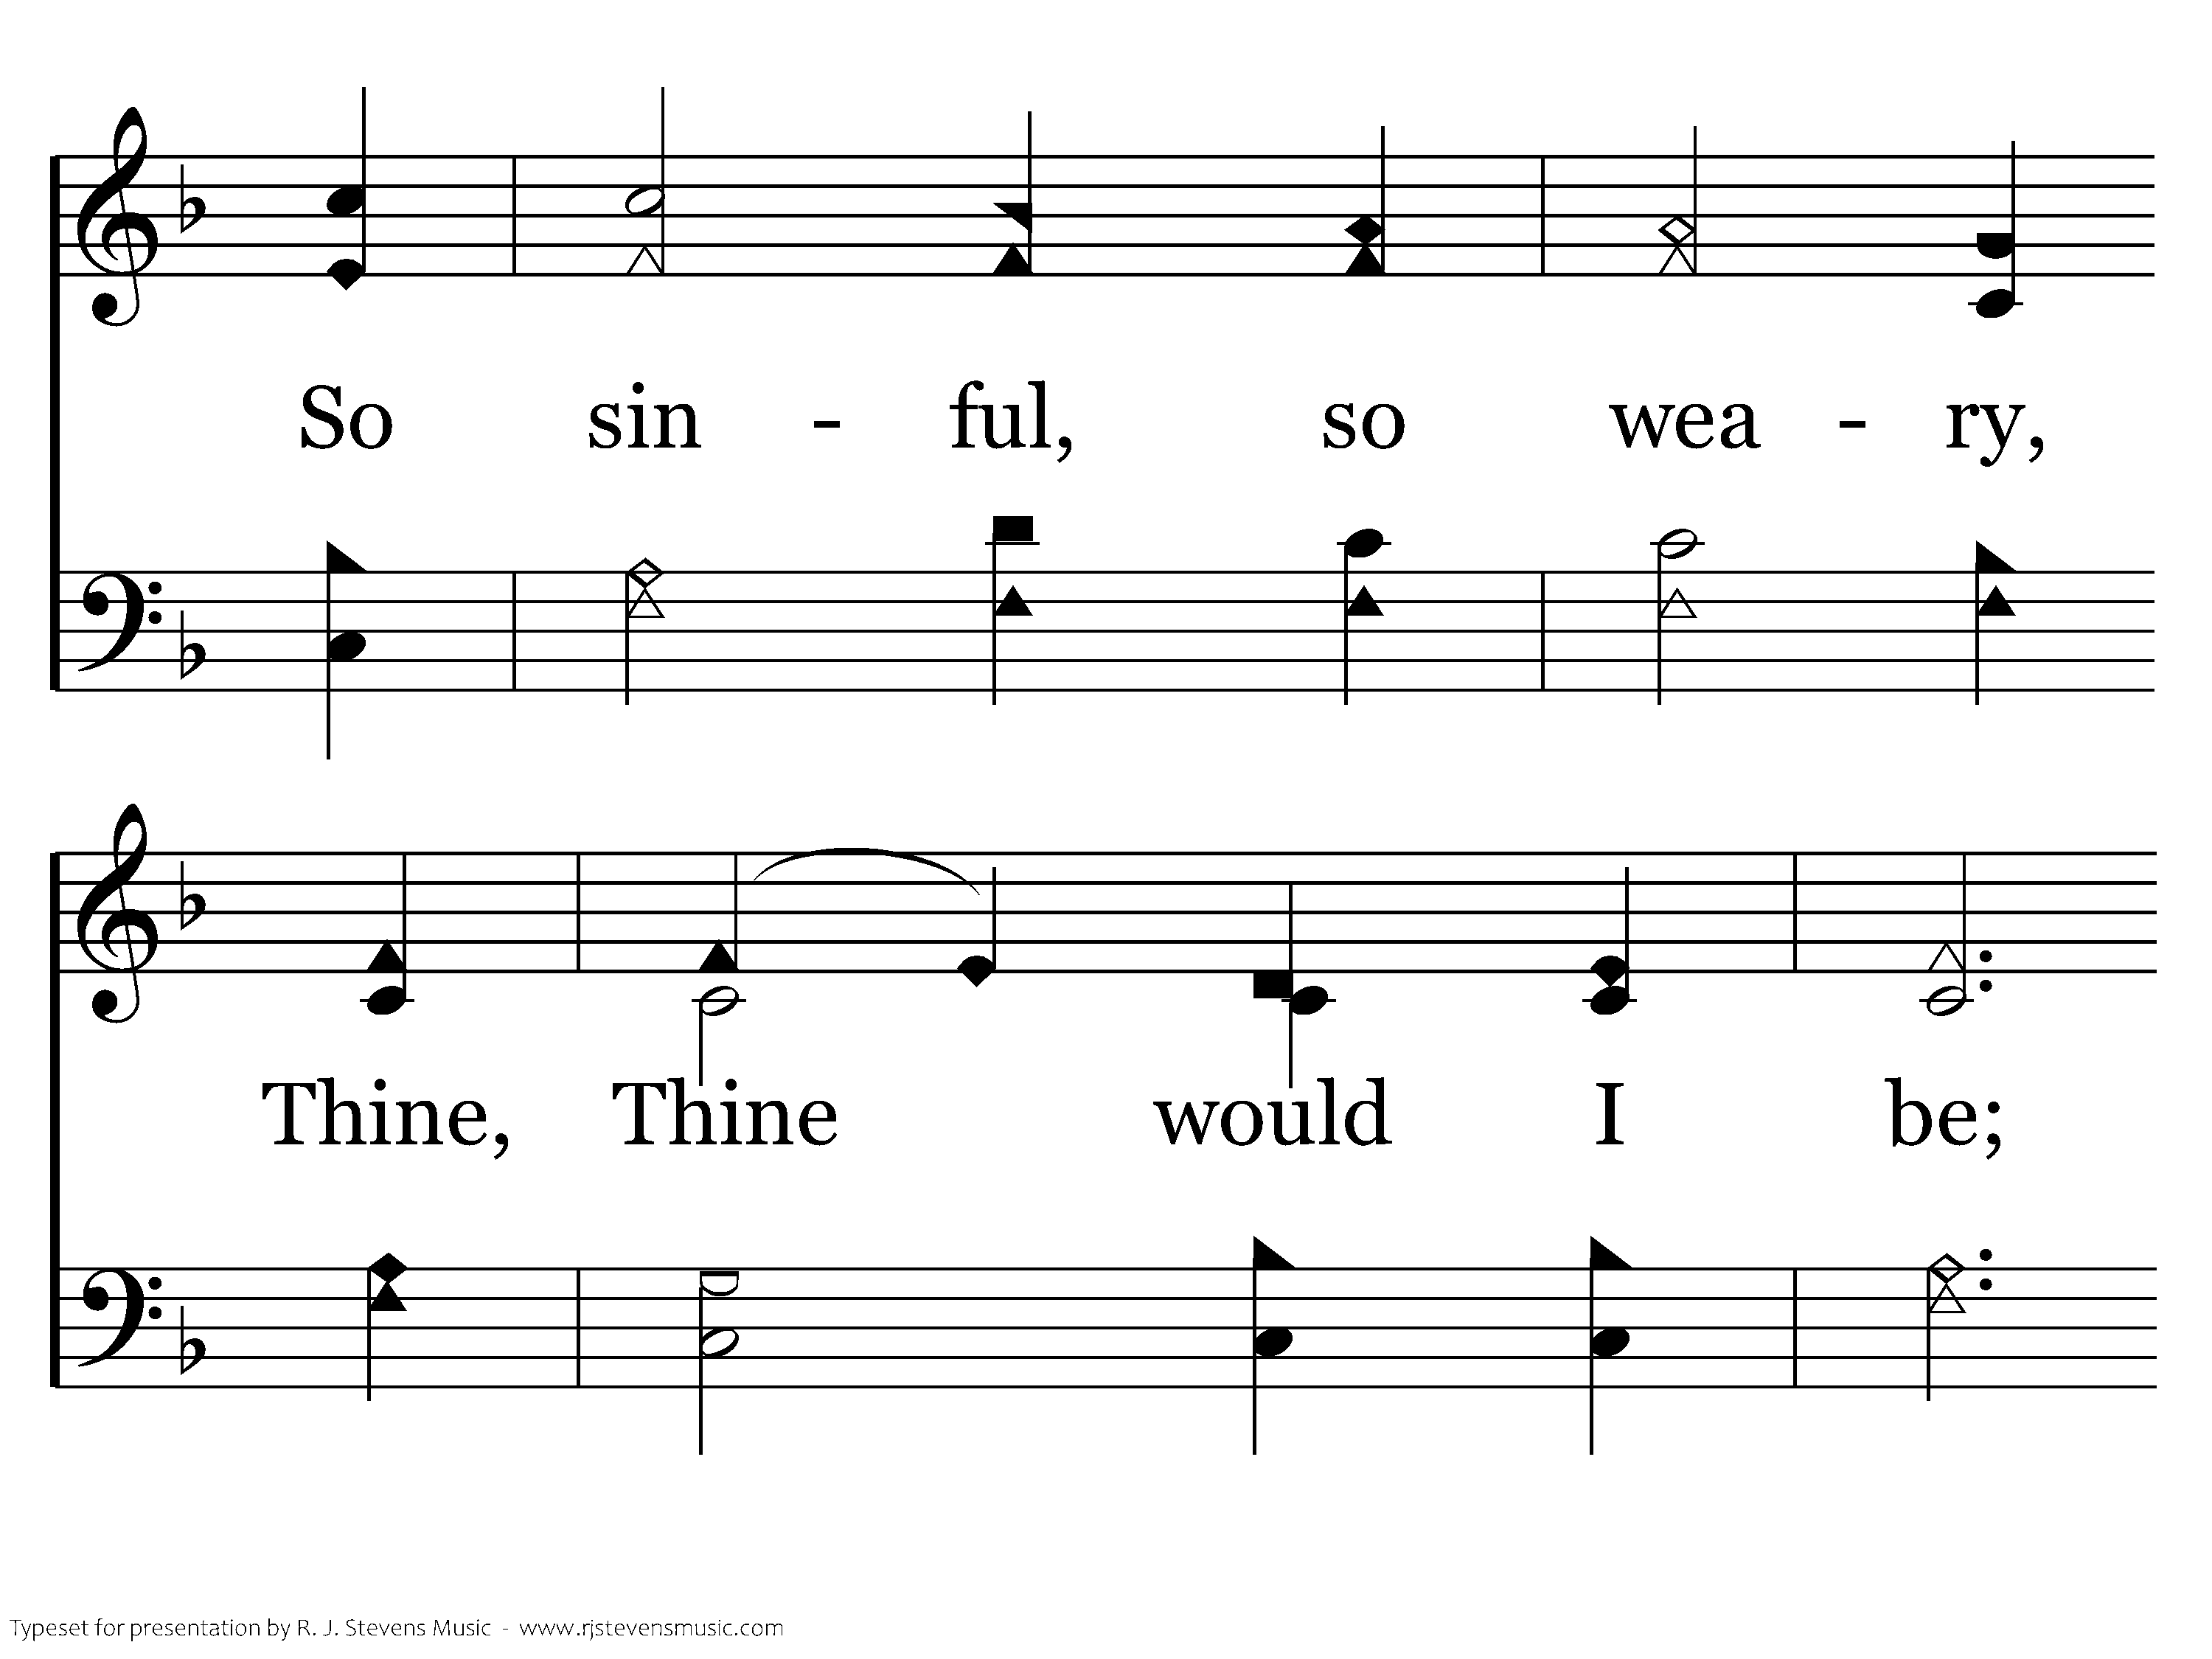 So sin - ful, so wea - ry,
Thine, Thine would I be;
Typeset for presentation by R. J. Stevens Music - www.rjstevensmusic.com